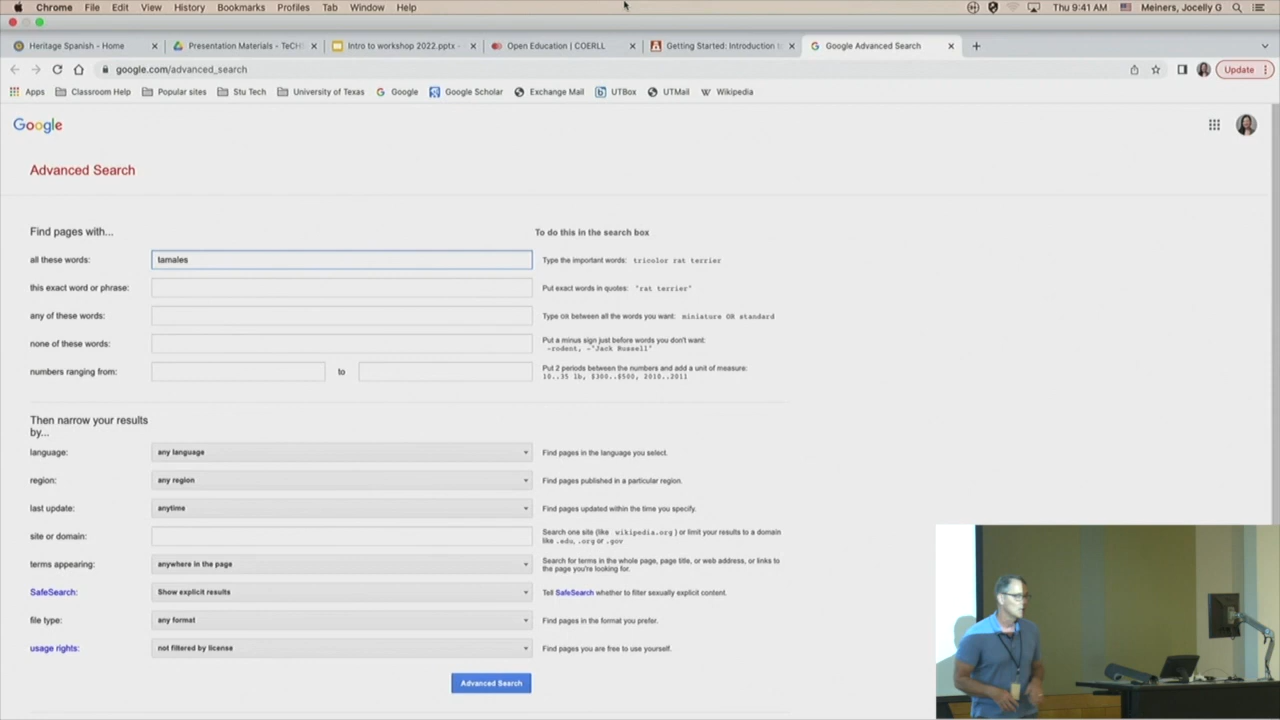 Chrome File Edit View History Bookmarks Profiles Tab Window Help Thu 9:41 AM Meiners, Jocelly G
Heritage Spanish - Home Presentation Materials - TeCH Intro to workshop 2022.pptx - Open Education | COERLL Getting Started: Introduction t Google Advanced Search
google.com/advanced_search Update
Apps Classroom Help Popular sites Stu Tech University of Texas Google Google Scholar Exchange Mail UTBox UTMail Wikipedia
Google
Advanced Search
Find pages with... To do this in the search box
all these words: tamales Type the important words: tricolor rat terrier
this exact word or phrase: Put exact words in quotes: "rat terrier"
any of these words: Type OR between all the words you want: miniature OR standard
none of these words: Put a minus sign just before words you don't want:
-rodent, -"Jack Russell"
numbers ranging from: to Put 2 periods between the numbers and add a unit of measure:
10..35 lb, $300..$500, 2010..2011
Then narrow your results
by...
language: any language Find pages in the language you select.
region: any region Find pages published in a particular region.
last update: anytime Find pages updated within the time you specify.
site or domain: Search one site (like wikipedia.org) or limit your results to a domain
like .edu, .org or .gov
terms appearing: anywhere in the page Search for terms in the whole page, page title, or web address, or links to
the page you're looking for.
SafeSearch: Show explicit results Tell SafeSearch whether to filter sexually explicit content.
file type: any format Find pages in the format you prefer.
usage rights: not filtered by license Find pages you are free to use yourself.
Advanced Search